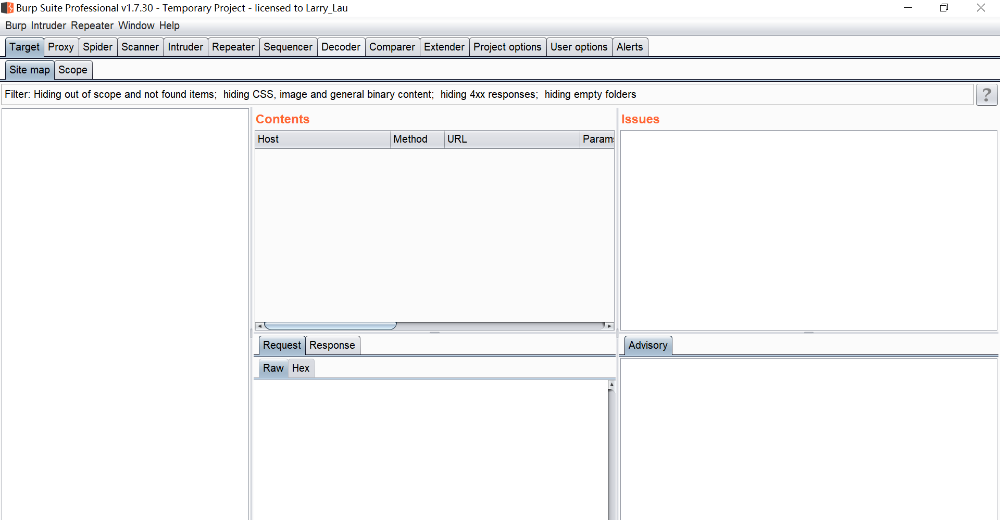 Burp Suite Professional v1.7.30 - Temporary Project - licensed to Larry_Lau
Burp Intruder Repeater Window Help
Target Proxy Spider Scanner Intruder Repeater Sequencer Decoder Comparer Extender Project options User options Alerts
Site map Scope
Filter: Hiding out of scope and not found items; hiding CSS, image and general binary content; hiding 4xx responses; hiding empty folders
?
Contents
Issues
Host Method URL Params
Request Response
Advisory
Raw Hex